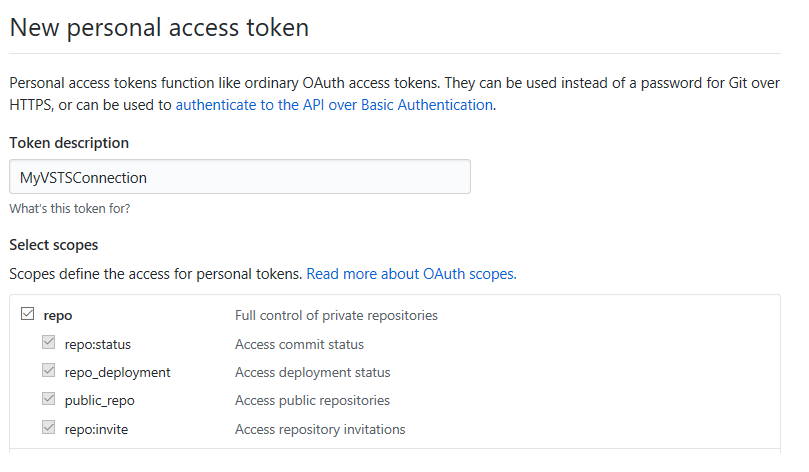 New personal access token
Personal access tokens function like ordinary OAuth access tokens. They can be used instead of a password for Git over
HTTPS, or can be used to authenticate to the API over Basic Authentication.
Token description
MyVSTSConnection
What's this token for?
Select scopes
Scopes define the access for personal tokens. Read more about OAuth scopes.
repo Full control of private repositories
repo:status Access commit status
repo_deployment Access deployment status
public_repo Access public repositories
repo:invite Access repository invitations